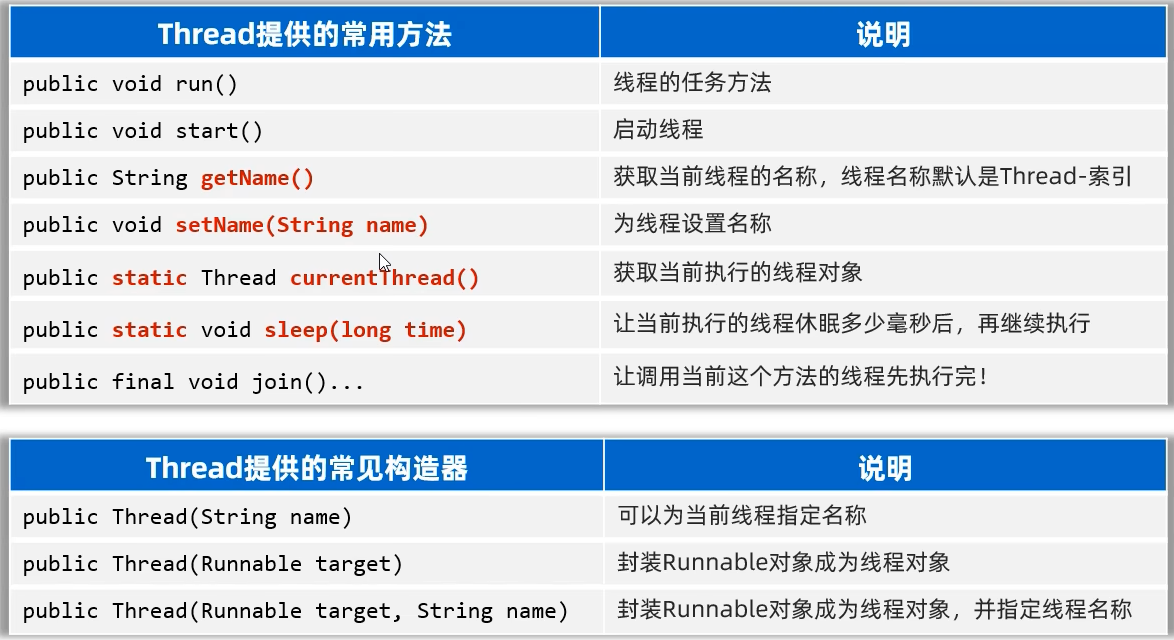 Thread提供的常用方法 说明
public void run() 线程的任务方法
public void start() 启动线程
public String getName() 获取当前线程的名称，线程名称默认是Thread-索引
public void setName(String name) 为线程设置名称
public static Thread currentThread() 获取当前执行的线程对象
public static void sleep(long time) 让当前执行的线程休眠多少毫秒后，再继续执行
public final void join()... 让调用当前这个方法的线程先执行完！
Thread提供的常见构造器 说明
public Thread(String name) 可以为当前线程指定名称
public Thread(Runnable target) 封装Runnable对象成为线程对象
public Thread(Runnable target, String name) 封装Runnable对象成为线程对象，并指定线程名称